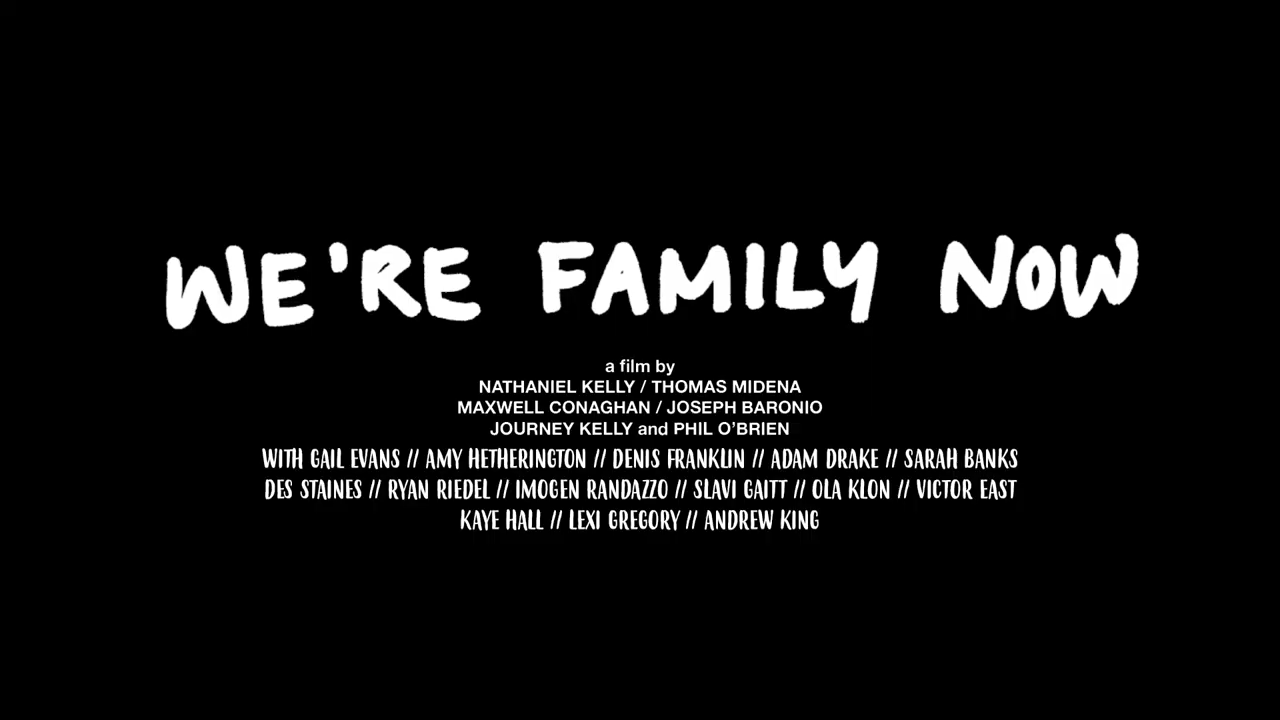 WE'RE FAMILY NOW
a film by
NATHANIEL KELLY / THOMAS MIDENA
MAXWELL CONAGHAN / JOSEPH BARONIO
JOURNEY KELLY and PHIL O'BRIEN
WITH GAIL EVANS // AMY HETHERINGTON // DENIS FRANKLIN // ADAM DRAKE // SARAH BANKS
DES STAINES // RYAN RIEDEL // IMOGEN RANDAZZO // SLAVI GAITT // OLA KLON // VICTOR EAST
KAYE HALL // LEXI GREGORY // ANDREW KING